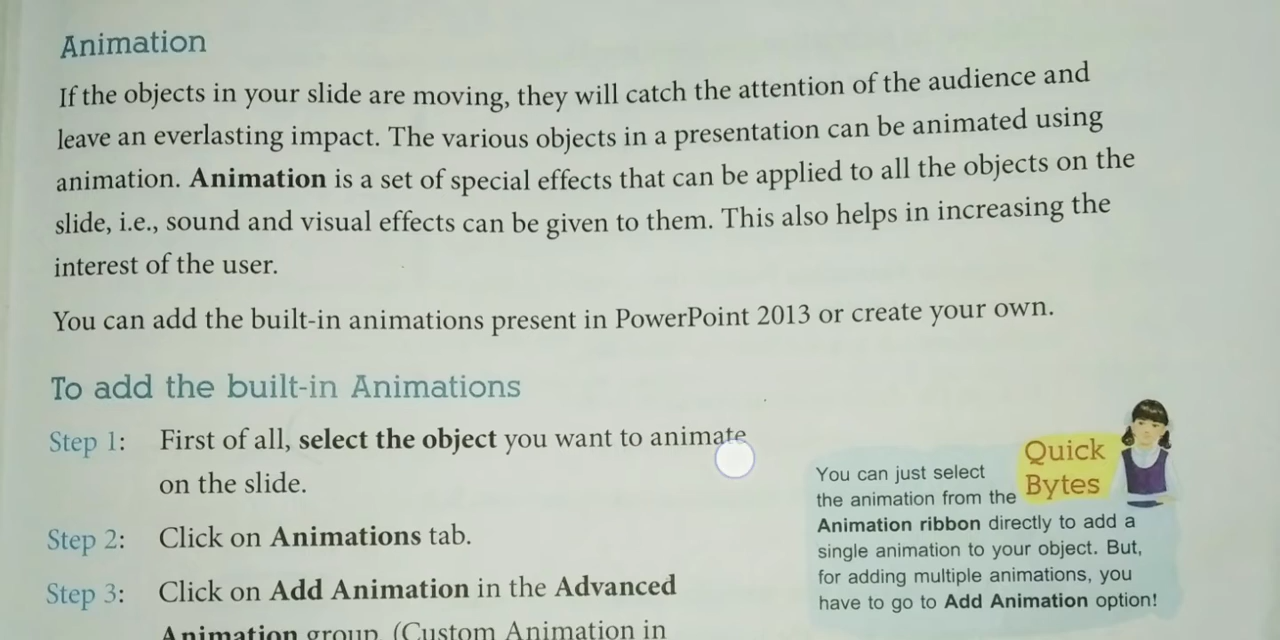 Animation
If the objects in your slide are moving, they will catch the attention of the audience and
leave an everlasting impact. The various objects in a presentation can be animated using
animation. Animation is a set of special effects that can be applied to all the objects on the
slide, i.e., sound and visual effects can be given to them. This also helps in increasing the
interest of the user.
You can add the built-in animations present in PowerPoint 2013 or create your own.
To add the built-in Animations
Step 1: First of all, select the object you want to animate
on the slide.
Step 2: Click on Animations tab.
Step 3: Click on Add Animation in the Advanced
Animation group. (Custom Animation in
Quick
Bytes
You can just select
the animation from the
Animation ribbon directly to add a
single animation to your object. But,
for adding multiple animations, you
have to go to Add Animation option!